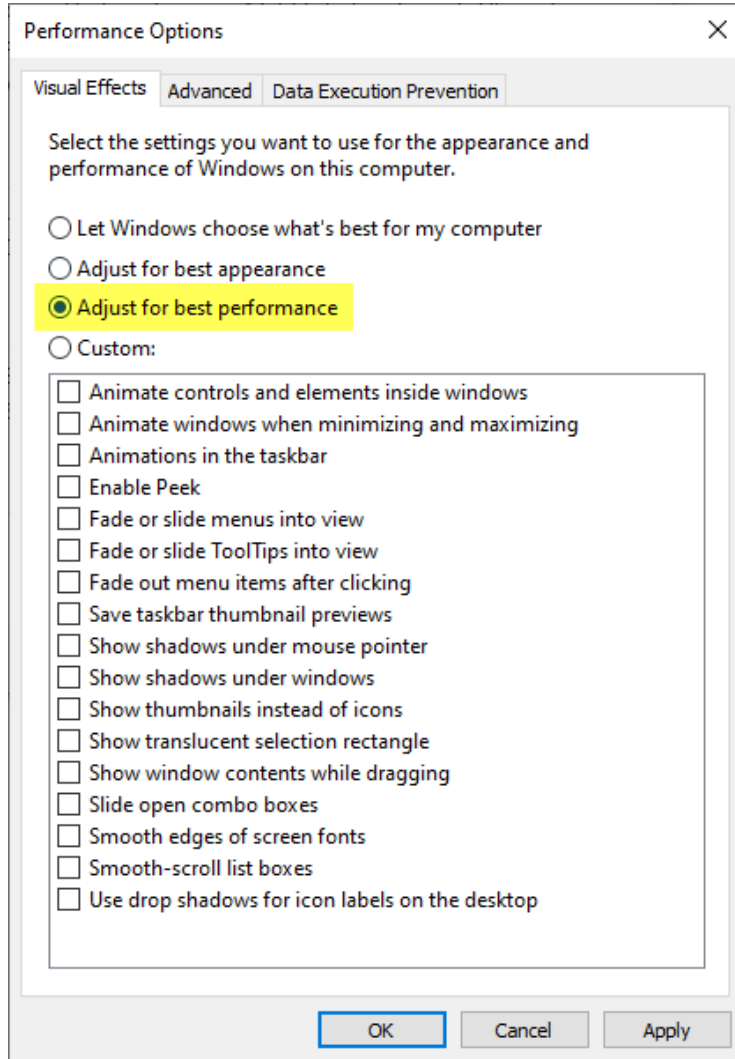 Performance Options
Visual Effects
Advanced
Data Execution Prevention
Select the settings you want to use for the appearance and
performance of Windows on this computer.
Let Windows choose what's best for my computer
Adjust for best appearance
Adjust for best performance
Custom:
Animate controls and elements inside windows
Animate windows when minimizing and maximizing
Animations in the taskbar
Enable Peek
Fade or slide menus into view
Fade or slide ToolTips into view
Fade out menu items after clicking
Save taskbar thumbnail previews
Show shadows under mouse pointer
Show shadows under windows
Show thumbnails instead of icons
Show translucent selection rectangle
Show window contents while dragging
Slide open combo boxes
Smooth edges of screen fonts
Smooth-scroll list boxes
Use drop shadows for icon labels on the desktop
OK
Cancel
Apply